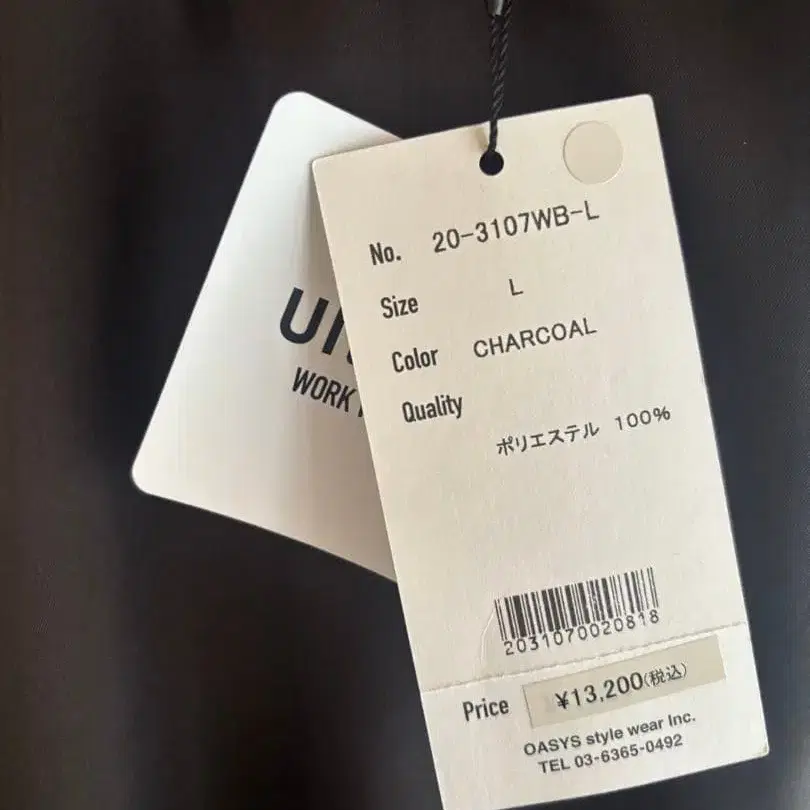 WORK
No. 20-3107WB-L
Size L
Color CHARCOAL
Quality
ポリエステル 100%
2031070020818
Price ¥13,200(税込)
OASYS style wear Inc.
TEL 03-6365-0492